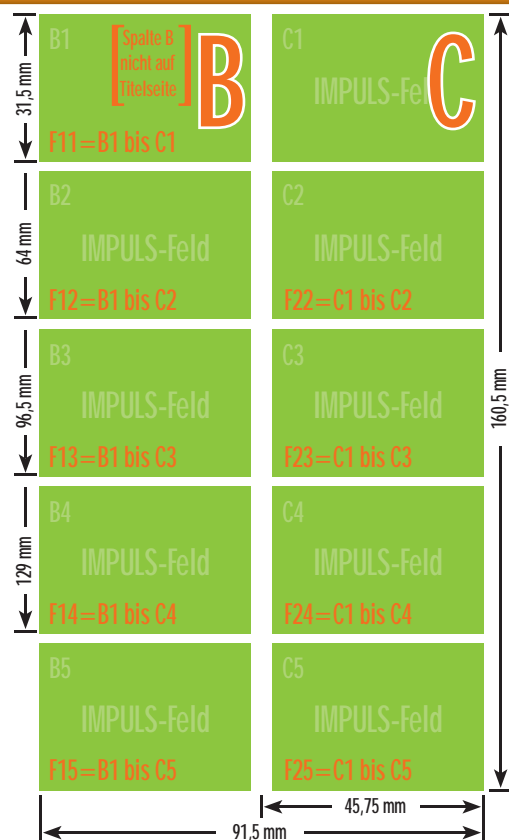 B1
[Spalte B
nicht auf
Titelseite]
B
F11=B1 bis C1
C1
IMPULS-Fel
C
31,5 mm
B2
IMPULS-Feld
F12=B1 bis C2
C2
IMPULS-Feld
F22=C1 bis C2
64 mm
B3
IMPULS-Feld
F13=B1 bis C3
C3
IMPULS-Feld
F23=C1 bis C3
96,5 mm
160,5 mm
B4
IMPULS-Feld
F14=B1 bis C4
C4
IMPULS-Feld
F24=C1 bis C4
129 mm
B5
IMPULS-Feld
F15=B1 bis C5
C5
IMPULS-Feld
F25=C1 bis C5
45,75 mm
91,5 mm